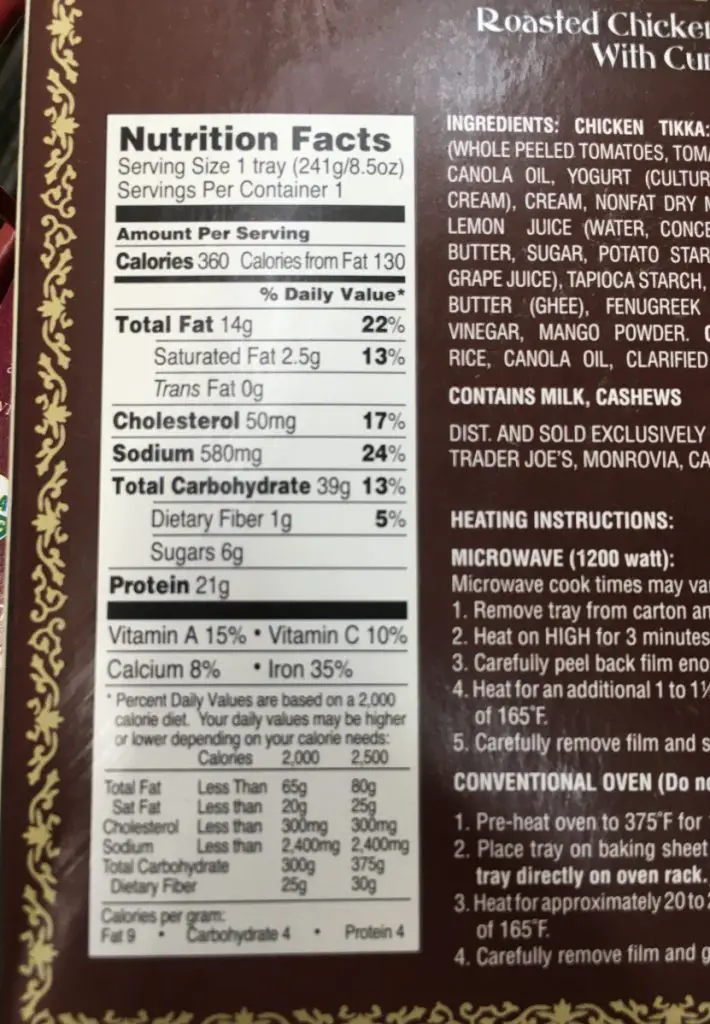 Roasted Chicken
With Cu
Nutrition Facts
Serving Size 1 tray (241g/8.5oz)
Servings Per Container 1
Amount Per Serving
Calories 360 Calories from Fat 130
% Daily Value*
Total Fat 14g 22%
Saturated Fat 2.5g 13%
Trans Fat 0g
Cholesterol 50mg 17%
Sodium 580mg 24%
Total Carbohydrate 39g 13%
Dietary Fiber 1g 5%
Sugars 6g
Protein 21g
Vitamin A 15% • Vitamin C 10%
Calcium 8% • Iron 35%
* Percent Daily Values are based on a 2,000
calorie diet. Your daily values may be higher
or lower depending on your calorie needs:
Calories 2,000 2,500
Total Fat Less Than 65g 80g
Sat Fat Less than 20g 25g
Cholesterol Less than 300mg 300mg
Sodium Less than 2,400mg 2,400mg
Total Carbohydrate 300g 375g
Dietary Fiber 25g 30g
Calories per gram:
Fat 9 • Carbohydrate 4 • Protein 4
INGREDIENTS: CHICKEN TIKKA:
(WHOLE PEELED TOMATOES, TOMA
CANOLA OIL, YOGURT (CULTUR
CREAM), CREAM, NONFAT DRY M
LEMON JUICE (WATER, CONCE
BUTTER, SUGAR, POTATO STAR
GRAPE JUICE), TAPIOCA STARCH,
BUTTER (GHEE), FENUGREEK
VINEGAR, MANGO POWDER. C
RICE, CANOLA OIL, CLARIFIED
CONTAINS MILK, CASHEWS
DIST. AND SOLD EXCLUSIVELY
TRADER JOE'S, MONROVIA, CA
HEATING INSTRUCTIONS:
MICROWAVE (1200 watt):
Microwave cook times may va
1. Remove tray from carton an
2. Heat on HIGH for 3 minutes
3. Carefully peel back film eno
4. Heat for an additional 1 to 1½
of 165°F.
5. Carefully remove film and s
CONVENTIONAL OVEN (Do no
1. Pre-heat oven to 375°F for
2. Place tray on baking sheet
tray directly on oven rack.
3. Heat for approximately 20 to
of 165°F.
4. Carefully remove film and g